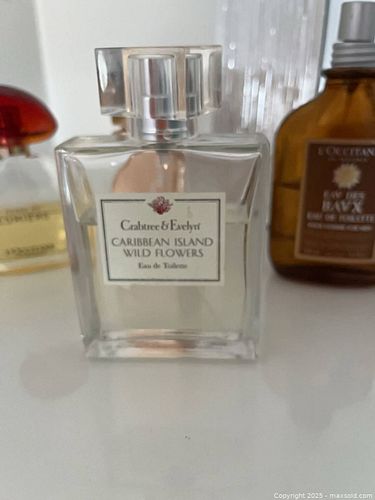 Crabtree & Evelyn
CARIBBEAN ISLAND
WILD FLOWERS
Eau de Toilette
L'OCCITANE
EAU DES
BAUX
EAU DE TOILETTE
Copyright 2025 - maxsold.com